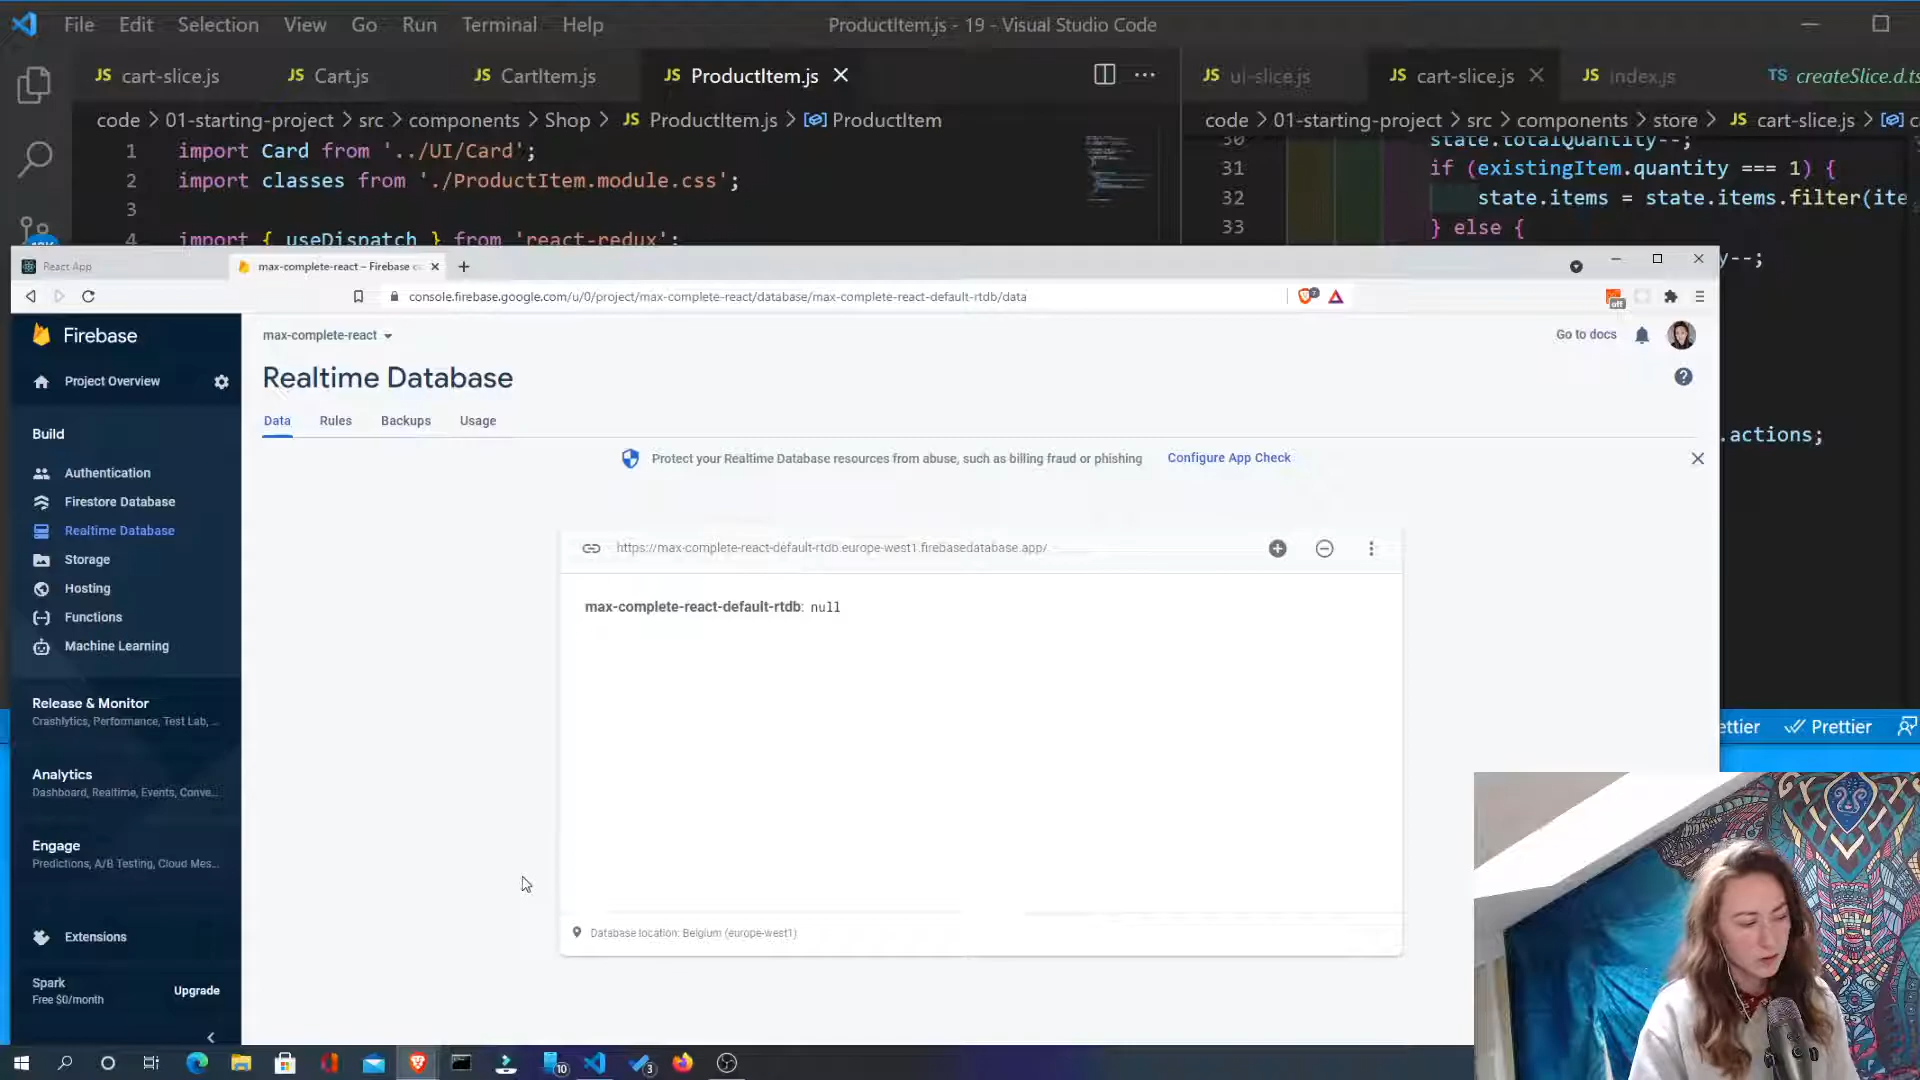 File Edit Selection View Go Run Terminal Help ProductItem.js - 19 - Visual Studio Code
JS cart-slice.js JS Cart.js JS CartItem.js JS ProductItem.js
JS ui-slice.js JS cart-slice.js JS index.js TS createSlice.d.ts
code > 01-starting-project > src > components > Shop > JS ProductItem.js > ProductItem
code > 01-starting-project > src > components > store > JS cart-slice.js >
1 import Card from '../UI/Card';
2 import classes from './ProductItem.module.css';
3
4 import { useDispatch } from 'react-redux';
30 state.totalQuantity--;
31 if (existingItem.quantity === 1) {
32 state.items = state.items.filter(ite
33 } else {
y--;
.actions;
React App
max-complete-react – Firebase c
console.firebase.google.com/u/0/project/max-complete-react/database/max-complete-react-default-rtdb/data
off
Firebase
Project Overview
Build
Authentication
Firestore Database
Realtime Database
Storage
Hosting
Functions
Machine Learning
Release & Monitor
Crashlytics, Performance, Test Lab, ...
Analytics
Dashboard, Realtime, Events, Conve...
Engage
Predictions, A/B Testing, Cloud Mes...
Extensions
Spark
Free $0/month
Upgrade
max-complete-react
Go to docs
Realtime Database
Data Rules Backups Usage
Protect your Realtime Database resources from abuse, such as billing fraud or phishing Configure App Check
https://max-complete-react-default-rtdb.europe-west1.firebasedatabase.app/
max-complete-react-default-rtdb: null
Database location: Belgium (europe-west1)
ettier Prettier
10
3